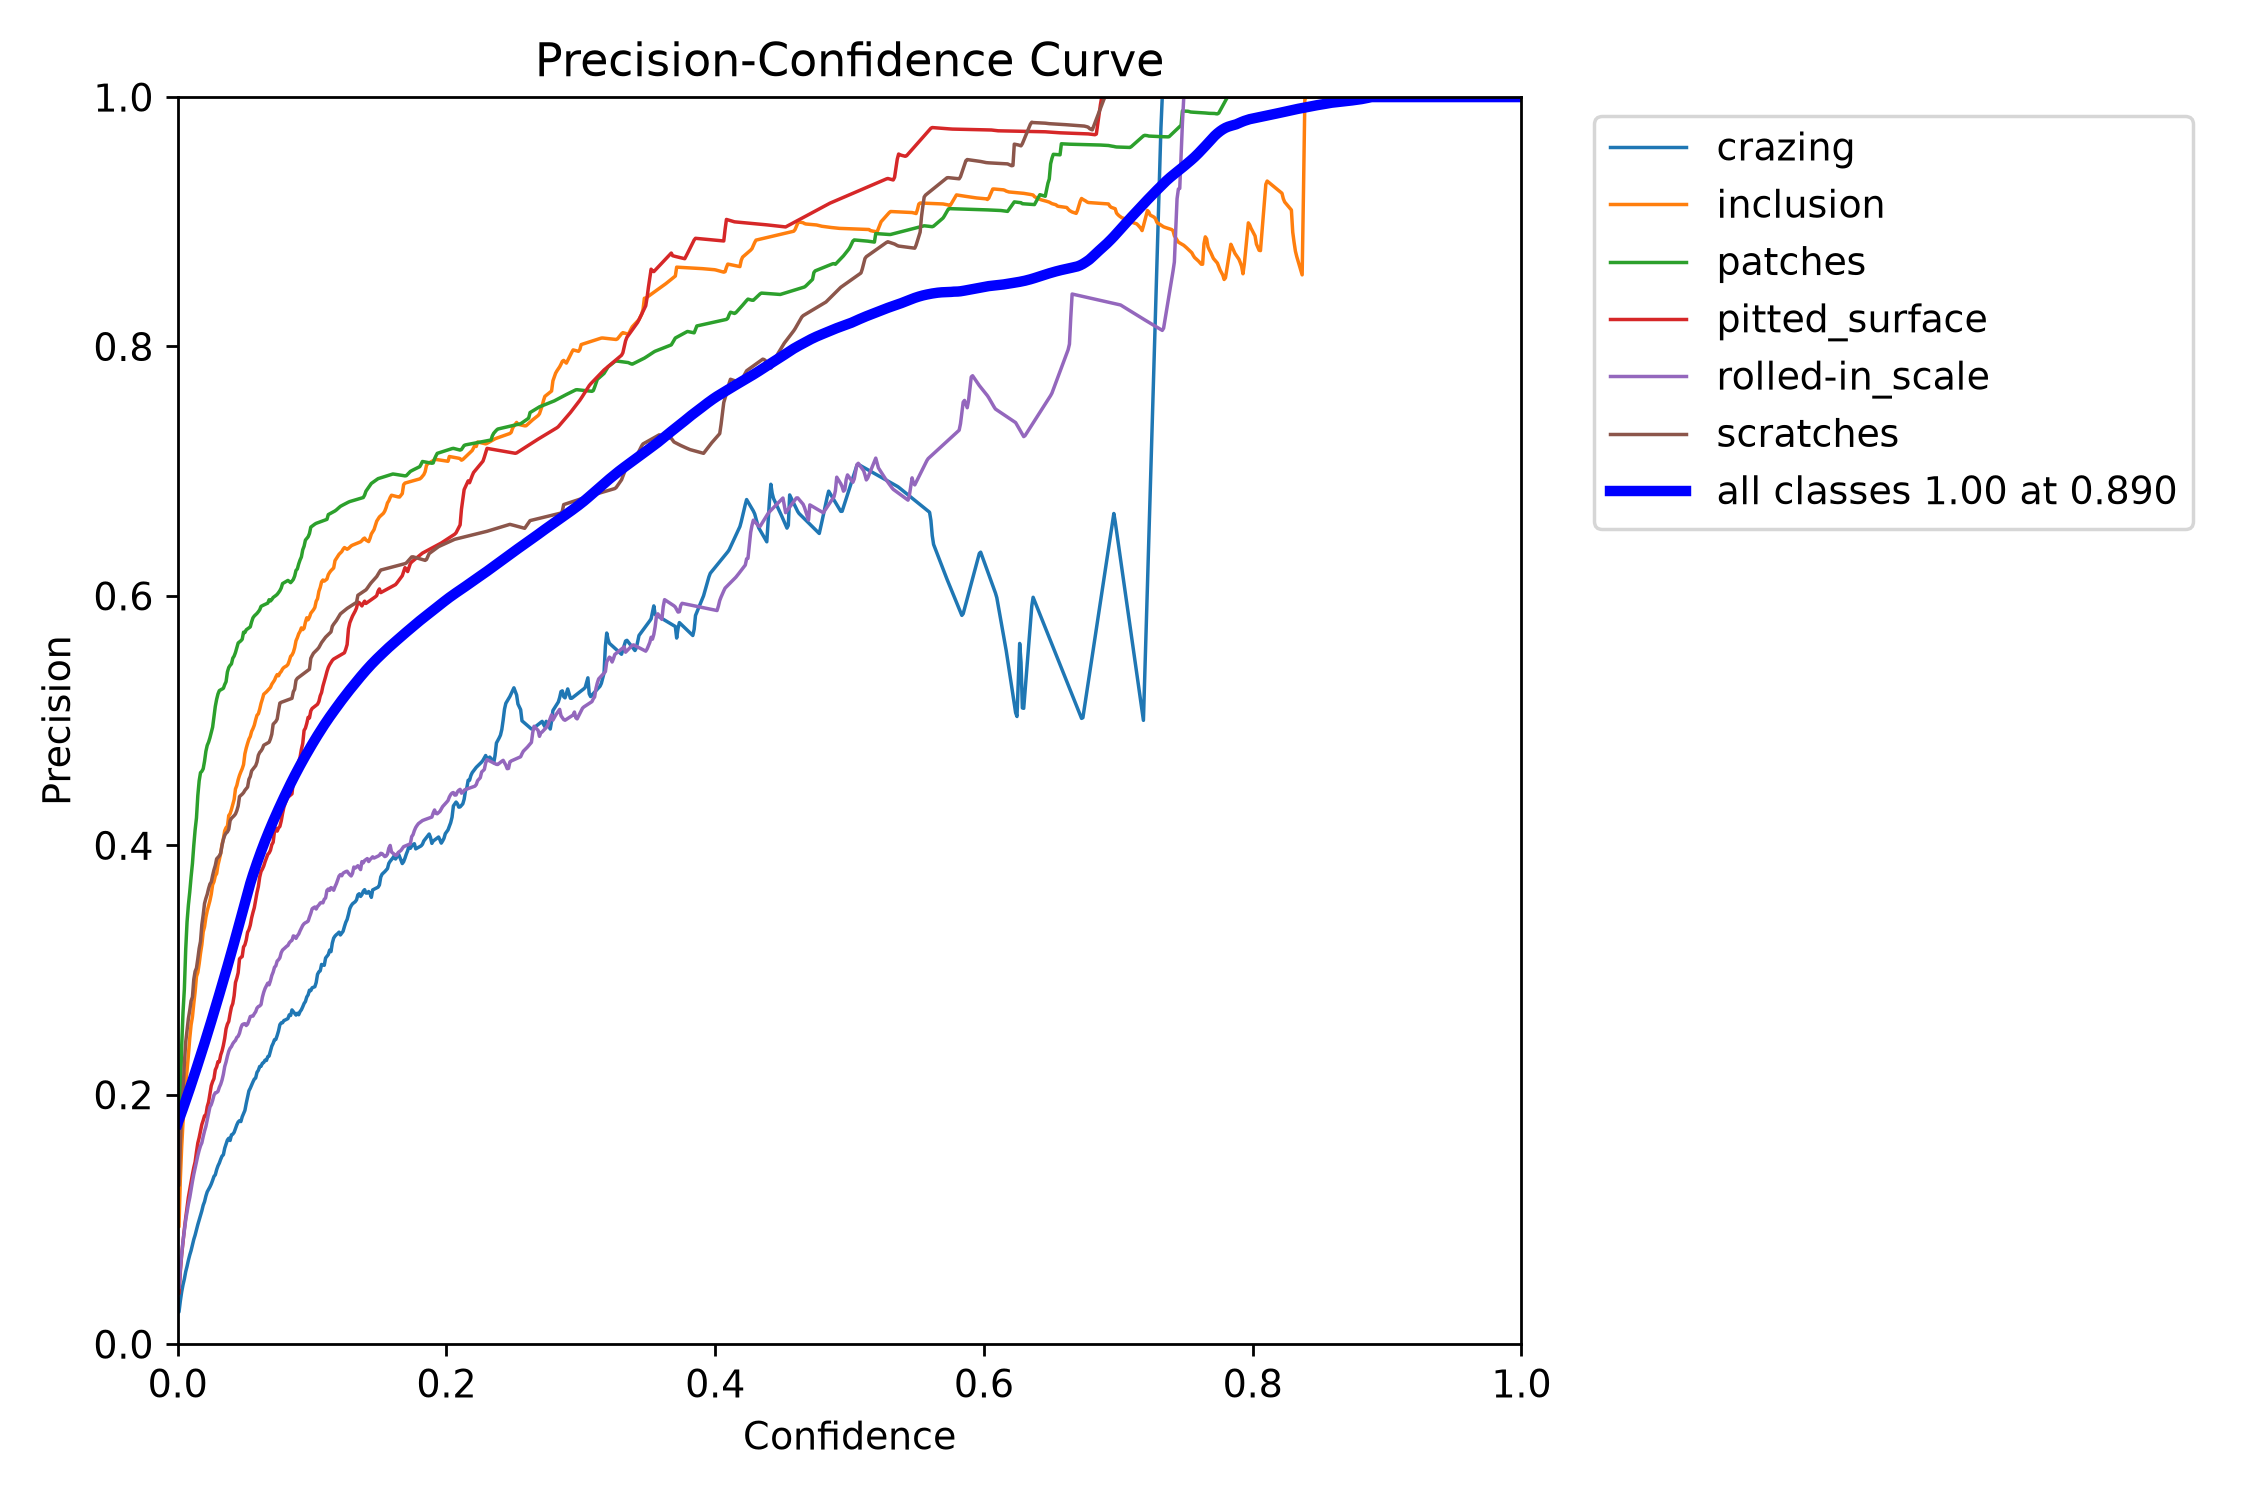 Precision-Confidence Curve
1.0
0.8
0.6
0.4
0.2
0.0
Precision
0.0 0.2 0.4 0.6 0.8 1.0
Confidence
crazing
inclusion
patches
pitted_surface
rolled-in_scale
scratches
all classes 1.00 at 0.890